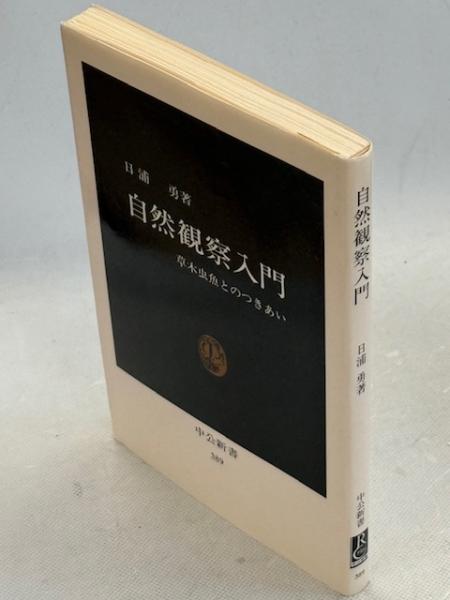 日浦 勇著
自然観察入門
草木虫魚とのつきあい
中公新書
389
自然観察入門
日浦 勇著
中公新書
R
C
389